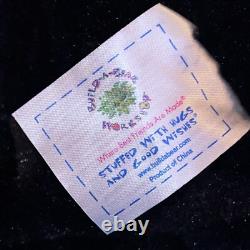 BUILD-A-BEAR
WORKSHOP
Where Best Friends Are Made®
STUFFED WITH HUGS
AND GOOD WISHES®
www.buildabear.com
Product of China